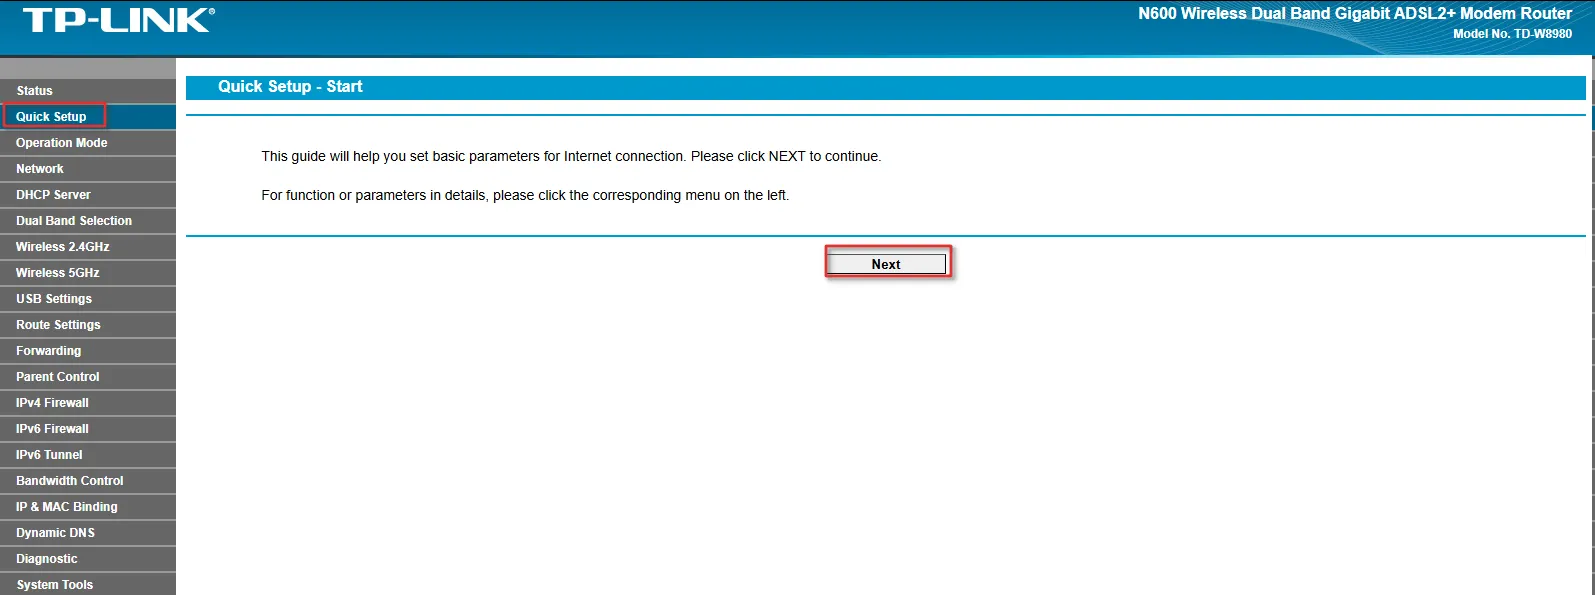 TP-LINK®
N600 Wireless Dual Band Gigabit ADSL2+ Modem Router
Model No. TD-W8980
Status
Quick Setup
Operation Mode
Network
DHCP Server
Dual Band Selection
Wireless 2.4GHz
Wireless 5GHz
USB Settings
Route Settings
Forwarding
Parent Control
IPv4 Firewall
IPv6 Firewall
IPv6 Tunnel
Bandwidth Control
IP & MAC Binding
Dynamic DNS
Diagnostic
System Tools
Quick Setup - Start
This guide will help you set basic parameters for Internet connection. Please click NEXT to continue.
For function or parameters in details, please click the corresponding menu on the left.
Next